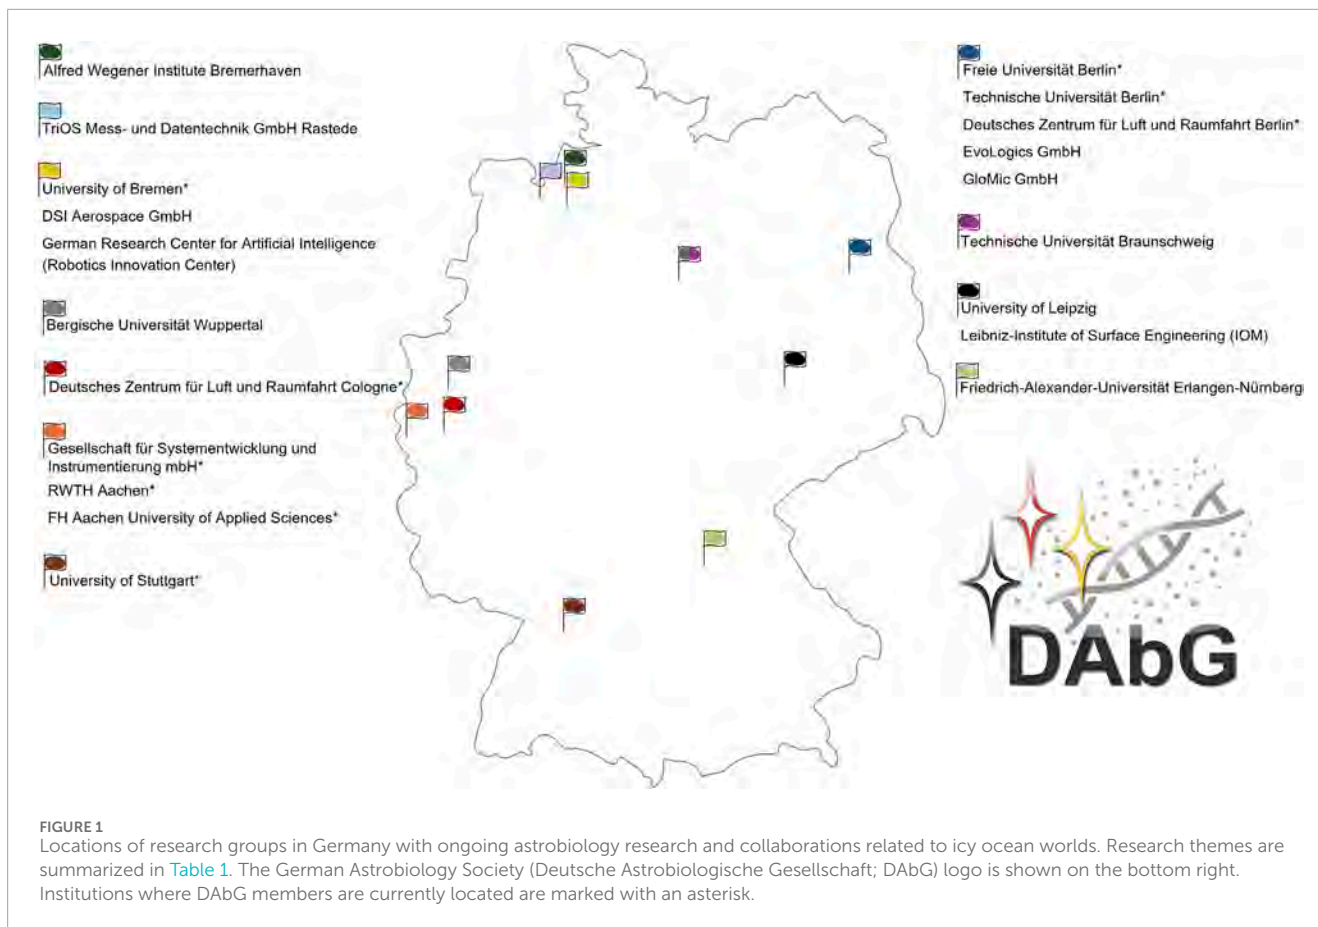 Alfred Wegener Institute Bremerhaven
TriOS Mess- und Datentechnik GmbH Rastede
University of Bremen*
DSI Aerospace GmbH
German Research Center for Artificial Intelligence
(Robotics Innovation Center)
Bergische Universität Wuppertal
Deutsches Zentrum für Luft und Raumfahrt Cologne*
Gesellschaft für Systementwicklung und
Instrumentierung mbH*
RWTH Aachen*
FH Aachen University of Applied Sciences*
University of Stuttgart*
Freie Universität Berlin*
Technische Universität Berlin*
Deutsches Zentrum für Luft und Raumfahrt Berlin*
EvoLogics GmbH
GloMic GmbH
Technische Universität Braunschweig
University of Leipzig
Leibniz-Institute of Surface Engineering (IOM)
Friedrich-Alexander-Universität Erlangen-Nürnberg
DAbG
FIGURE 1
Locations of research groups in Germany with ongoing astrobiology research and collaborations related to icy ocean worlds. Research themes are
summarized in Table 1. The German Astrobiology Society (Deutsche Astrobiologische Gesellschaft; DAbG) logo is shown on the bottom right.
Institutions where DAbG members are currently located are marked with an asterisk.